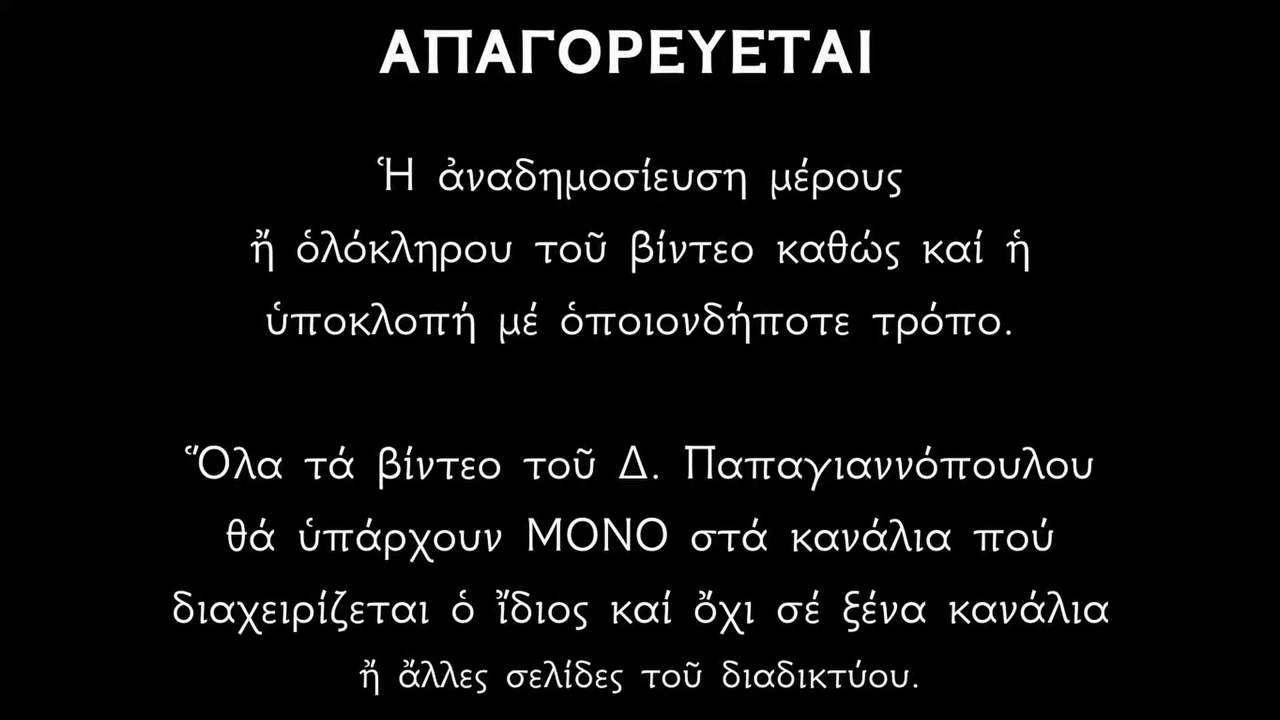 ΑΠΑΓΟΡΕΥΕΤΑΙ
Ἡ ἀναδημοσίευση μέρους
ἤ ὁλόκληρου τοῦ βίντεο καθώς καί ἡ
ὑποκλοπή μέ ὁποιονδήποτε τρόπο.
Ὅλα τά βίντεο τοῦ Δ. Παπαγιαννόπουλου
θά ὑπάρχουν ΜΟΝΟ στά κανάλια πού
διαχειρίζεται ὁ ἴδιος καί ὄχι σέ ξένα κανάλια
ἤ ἄλλες σελίδες τοῦ διαδικτύου.